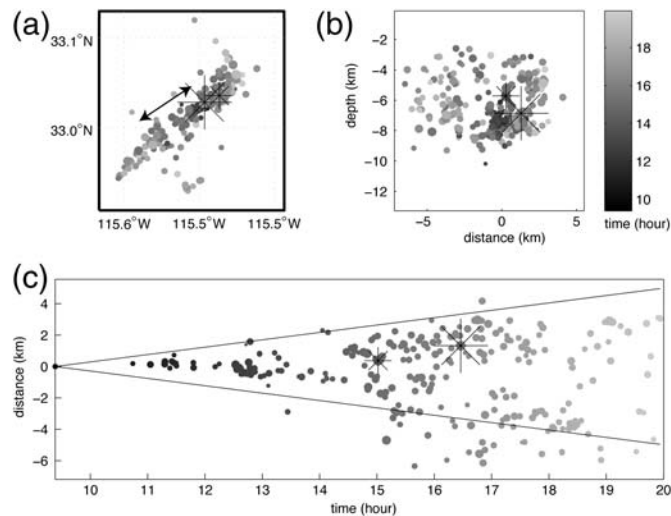 (a)
33.1°N
33.0°N
115.6°W 115.5°W 115.5°W
(b)
-2
-4
-6
-8
-10
-12
depth (km)
-5 0 5
distance (km)
20
18
16
14
12
10
time (hour)
(c)
4
2
0
-2
-4
-6
distance (km)
10 11 12 13 14 15 16 17 18 19 20
time (hour)